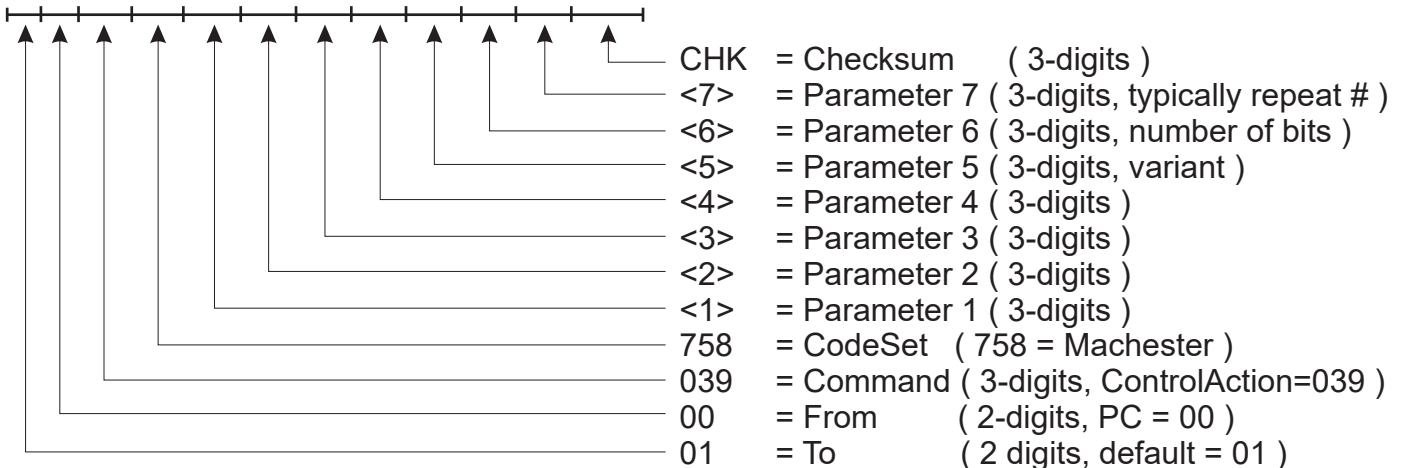 CHK = Checksum ( 3-digits )
<7> = Parameter 7 ( 3-digits, typically repeat # )
<6> = Parameter 6 ( 3-digits, number of bits )
<5> = Parameter 5 ( 3-digits, variant )
<4> = Parameter 4 ( 3-digits )
<3> = Parameter 3 ( 3-digits )
<2> = Parameter 2 ( 3-digits )
<1> = Parameter 1 ( 3-digits )
758 = CodeSet ( 758 = Machester )
039 = Command ( 3-digits, ControlAction=039 )
00 = From ( 2-digits, PC = 00 )
01 = To ( 2 digits, default = 01 )